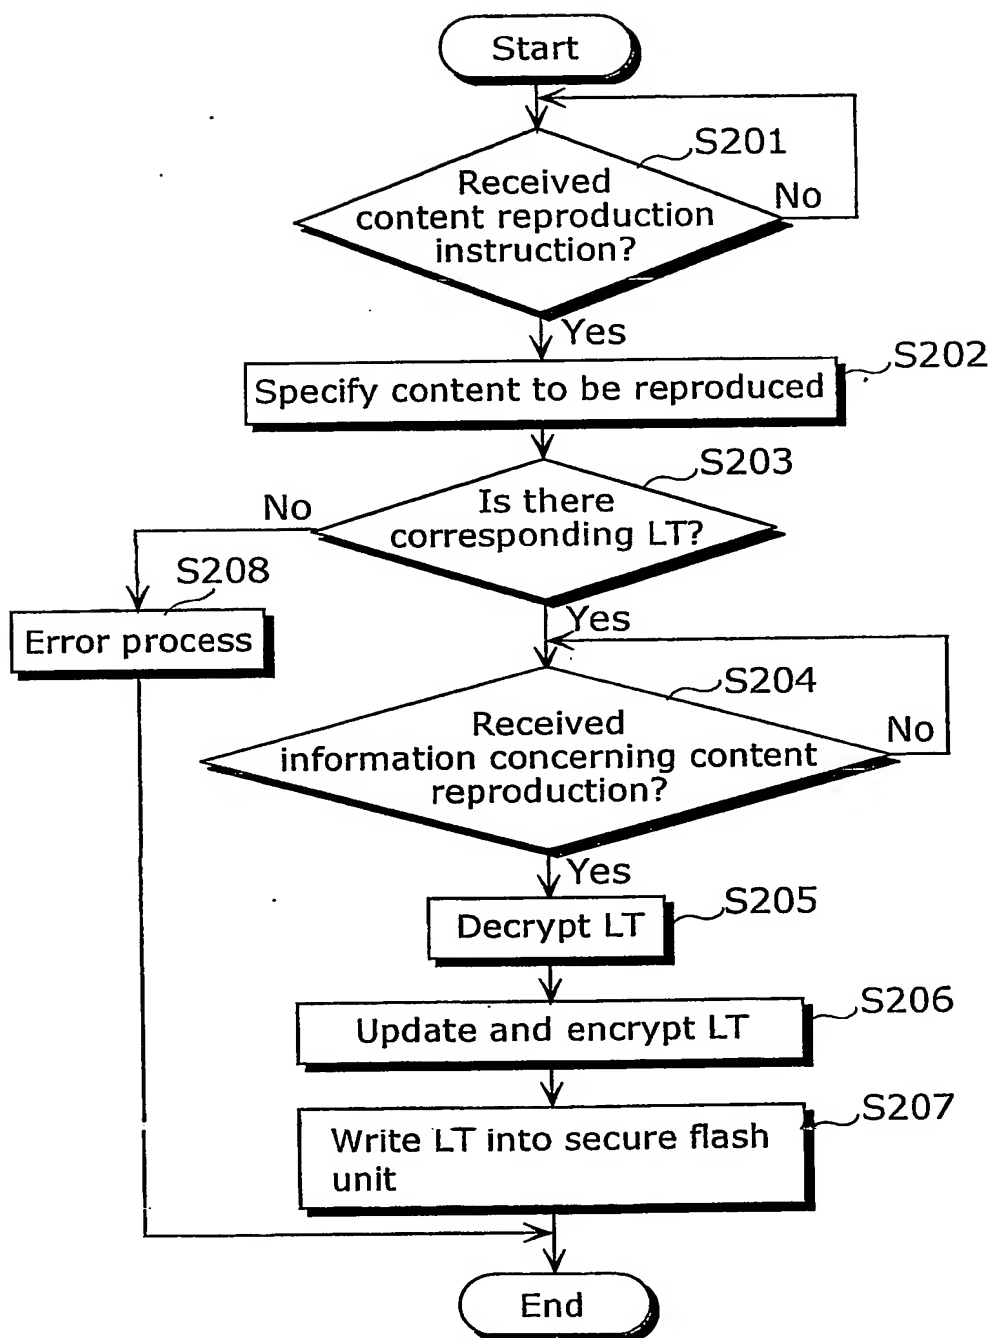 Start
S201
Received
content reproduction
instruction?
No
Yes
S202
Specify content to be reproduced
S203
Is there
corresponding LT?
No
S208
Error process
Yes
S204
Received
information concerning content
reproduction?
No
Yes
S205
Decrypt LT
S206
Update and encrypt LT
S207
Write LT into secure flash
unit
End